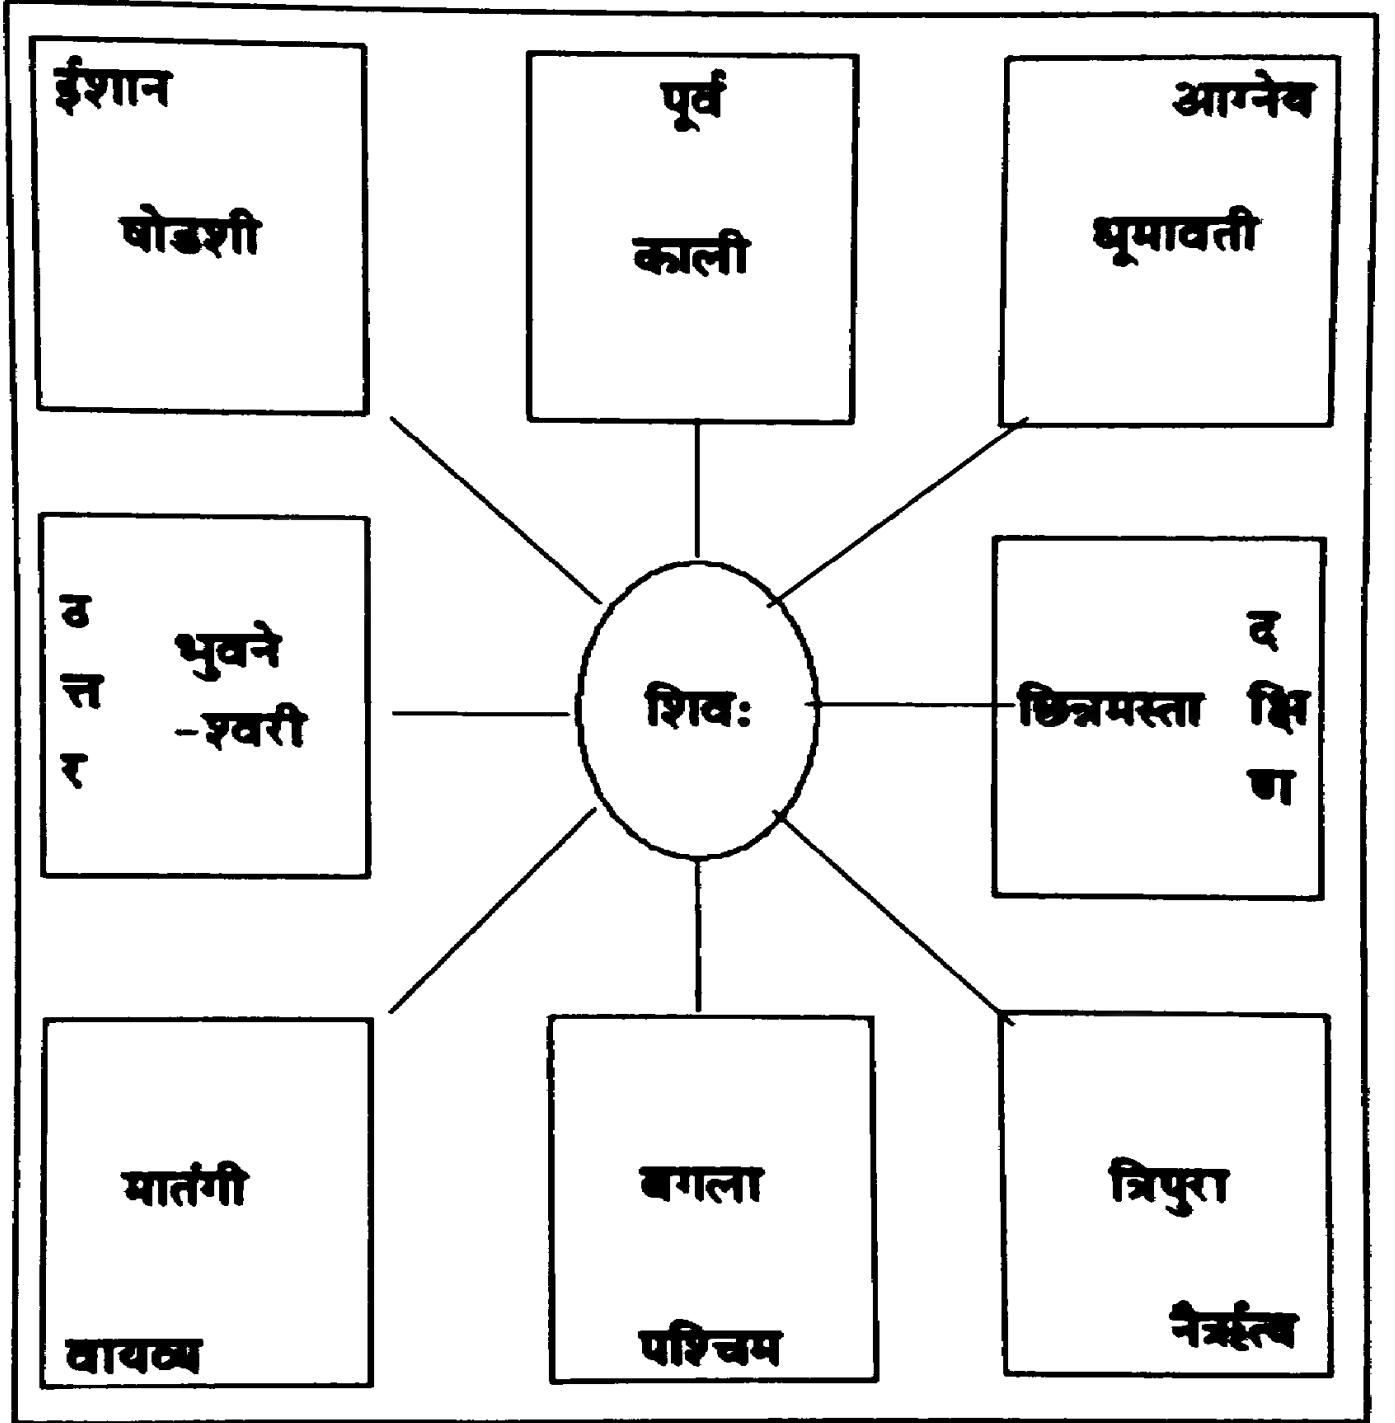 ईशान
षोडशी
पूर्व
काली
आग्नेय
धूमावती
उ
त्त
र
भुवने
-श्वरी
शिवः
छिन्नमस्ता
द
क्षि
ण
मातंगी
वायव्य
बगला
पश्चिम
त्रिपुरा
नैर्ऋत्य